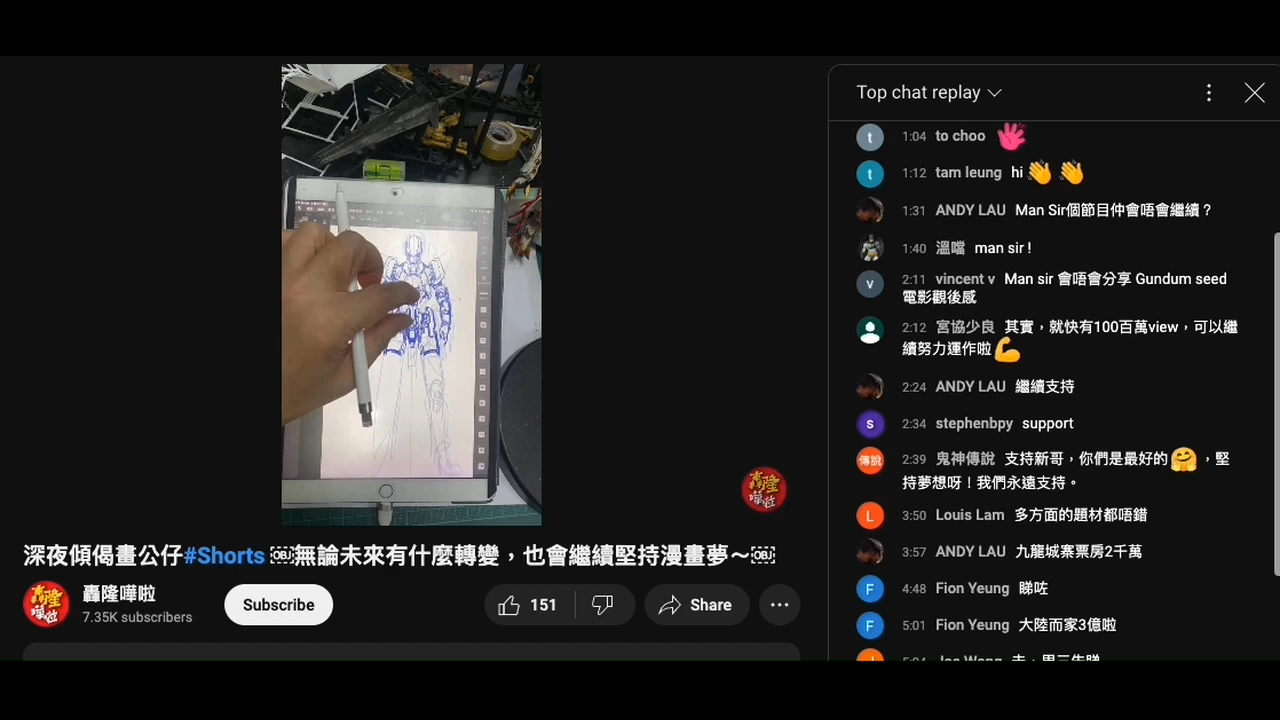 Top chat replay
t 1:04 to choo
t 1:12 tam leung hi
1:31 ANDY LAU Man Sir個節目仲會唔會繼續？
1:40 溫噹 man sir !
v 2:11 vincent v Man sir 會唔會分享 Gundum seed
電影觀後感
2:12 宮協少良 其實，就快有100百萬view，可以繼
續努力運作啦
2:24 ANDY LAU 繼續支持
s 2:34 stephenbpy support
傳說 2:39 鬼神傳說 支持新哥，你們是最好的，堅
持夢想呀！我們永遠支持。
L 3:50 Louis Lam 多方面的題材都唔錯
3:57 ANDY LAU 九龍城寨票房2千萬
F 4:48 Fion Yeung 睇咗
F 5:01 Fion Yeung 大陸而家3億啦
轟隆嘩啦
深夜傾偈畫公仔#Shorts ￼無論未來有什麼轉變，也會繼續堅持漫畫夢～￼
轟隆嘩啦
7.35K subscribers
Subscribe
151
Share